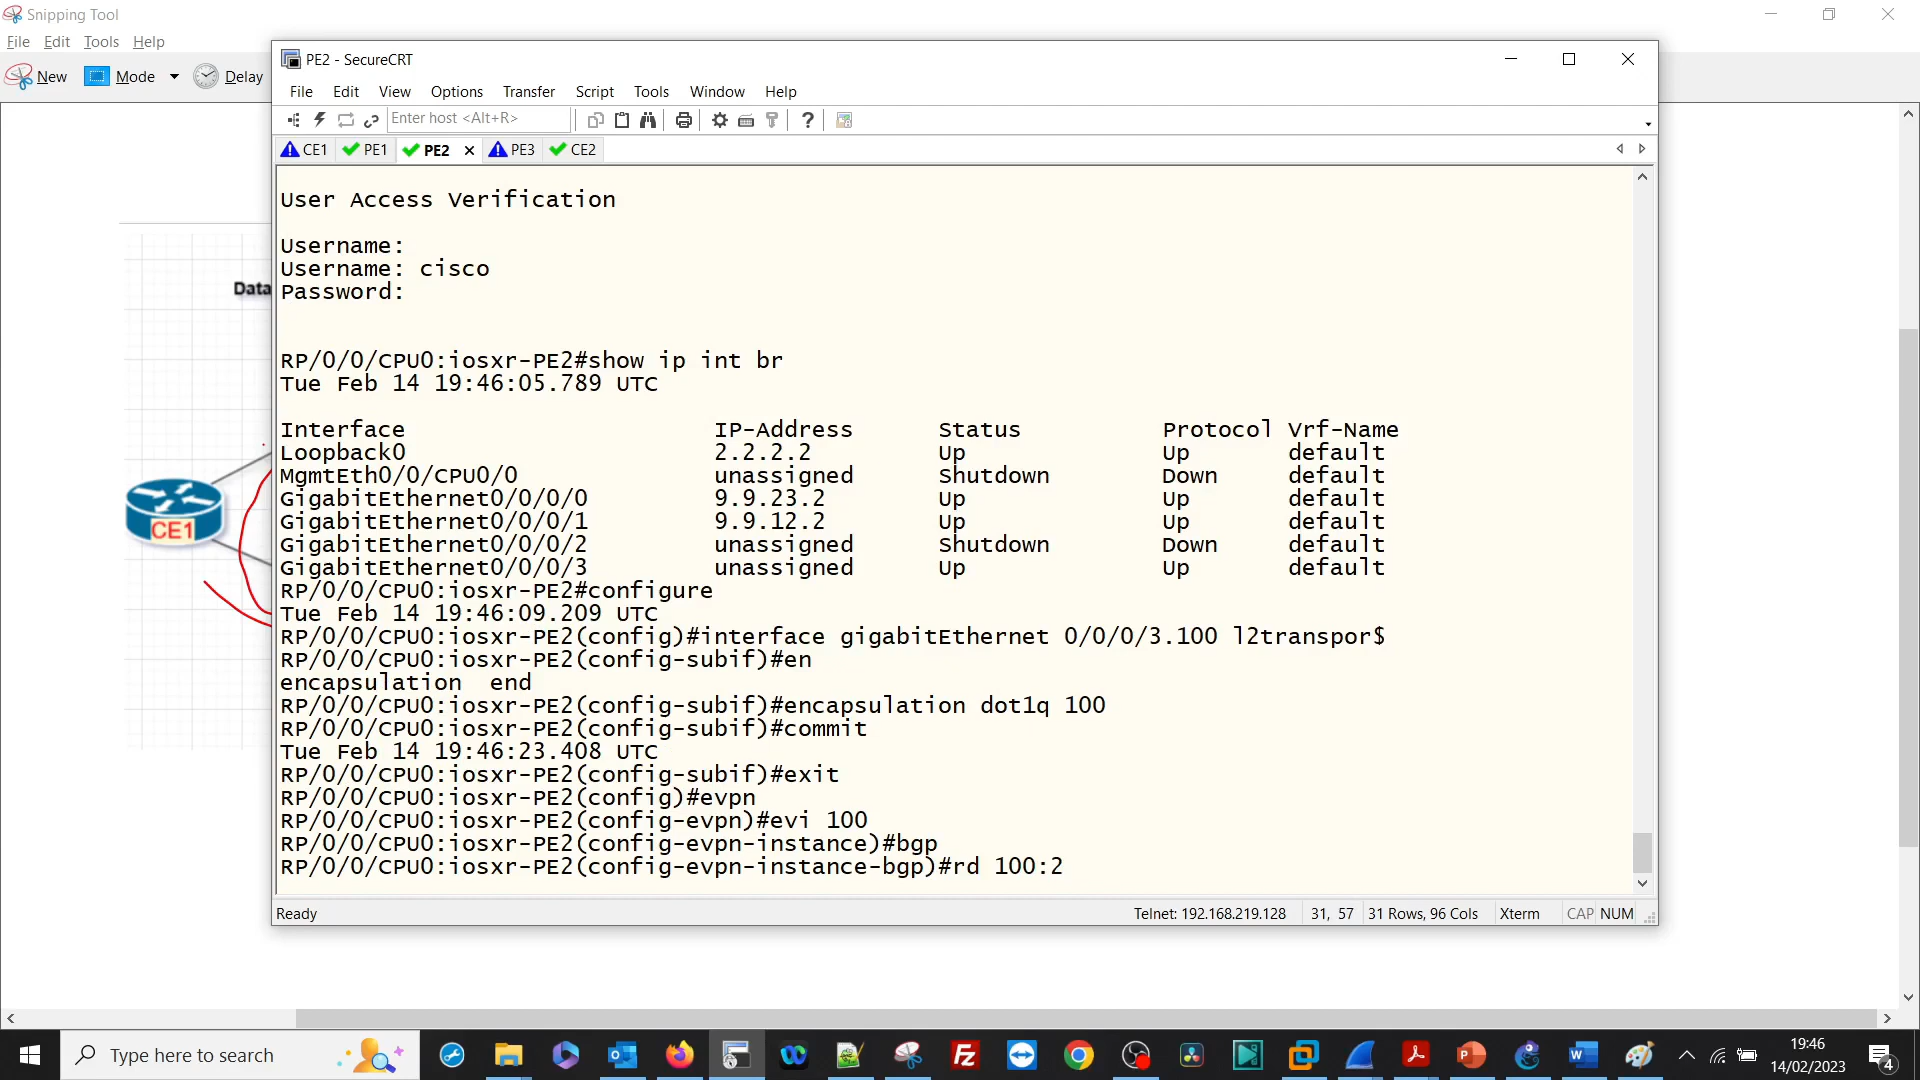 Snipping Tool
File Edit Tools Help
New Mode Delay
PE2 - SecureCRT
File Edit View Options Transfer Script Tools Window Help
Enter host <Alt+R>
CE1 PE1 PE2 PE3 CE2
User Access Verification
Username:
Username: cisco
Password:
RP/0/0/CPU0:iosxr-PE2#show ip int br
Tue Feb 14 19:46:05.789 UTC
Interface IP-Address Status Protocol Vrf-Name
Loopback0 2.2.2.2 Up Up default
MgmtEth0/0/CPU0/0 unassigned Shutdown Down default
GigabitEthernet0/0/0/0 9.9.23.2 Up Up default
GigabitEthernet0/0/0/1 9.9.12.2 Up Up default
GigabitEthernet0/0/0/2 unassigned Shutdown Down default
GigabitEthernet0/0/0/3 unassigned Up Up default
RP/0/0/CPU0:iosxr-PE2#configure
Tue Feb 14 19:46:09.209 UTC
RP/0/0/CPU0:iosxr-PE2(config)#interface gigabitEthernet 0/0/0/3.100 l2transpor$
RP/0/0/CPU0:iosxr-PE2(config-subif)#en
encapsulation end
RP/0/0/CPU0:iosxr-PE2(config-subif)#encapsulation dot1q 100
RP/0/0/CPU0:iosxr-PE2(config-subif)#commit
Tue Feb 14 19:46:23.408 UTC
RP/0/0/CPU0:iosxr-PE2(config-subif)#exit
RP/0/0/CPU0:iosxr-PE2(config)#evpn
RP/0/0/CPU0:iosxr-PE2(config-evpn)#evi 100
RP/0/0/CPU0:iosxr-PE2(config-evpn-instance)#bgp
RP/0/0/CPU0:iosxr-PE2(config-evpn-instance-bgp)#rd 100:2
Data
CE1
Ready Telnet: 192.168.219.128 31, 57 31 Rows, 96 Cols Xterm CAP NUM
Type here to search
19:46
14/02/2023
4